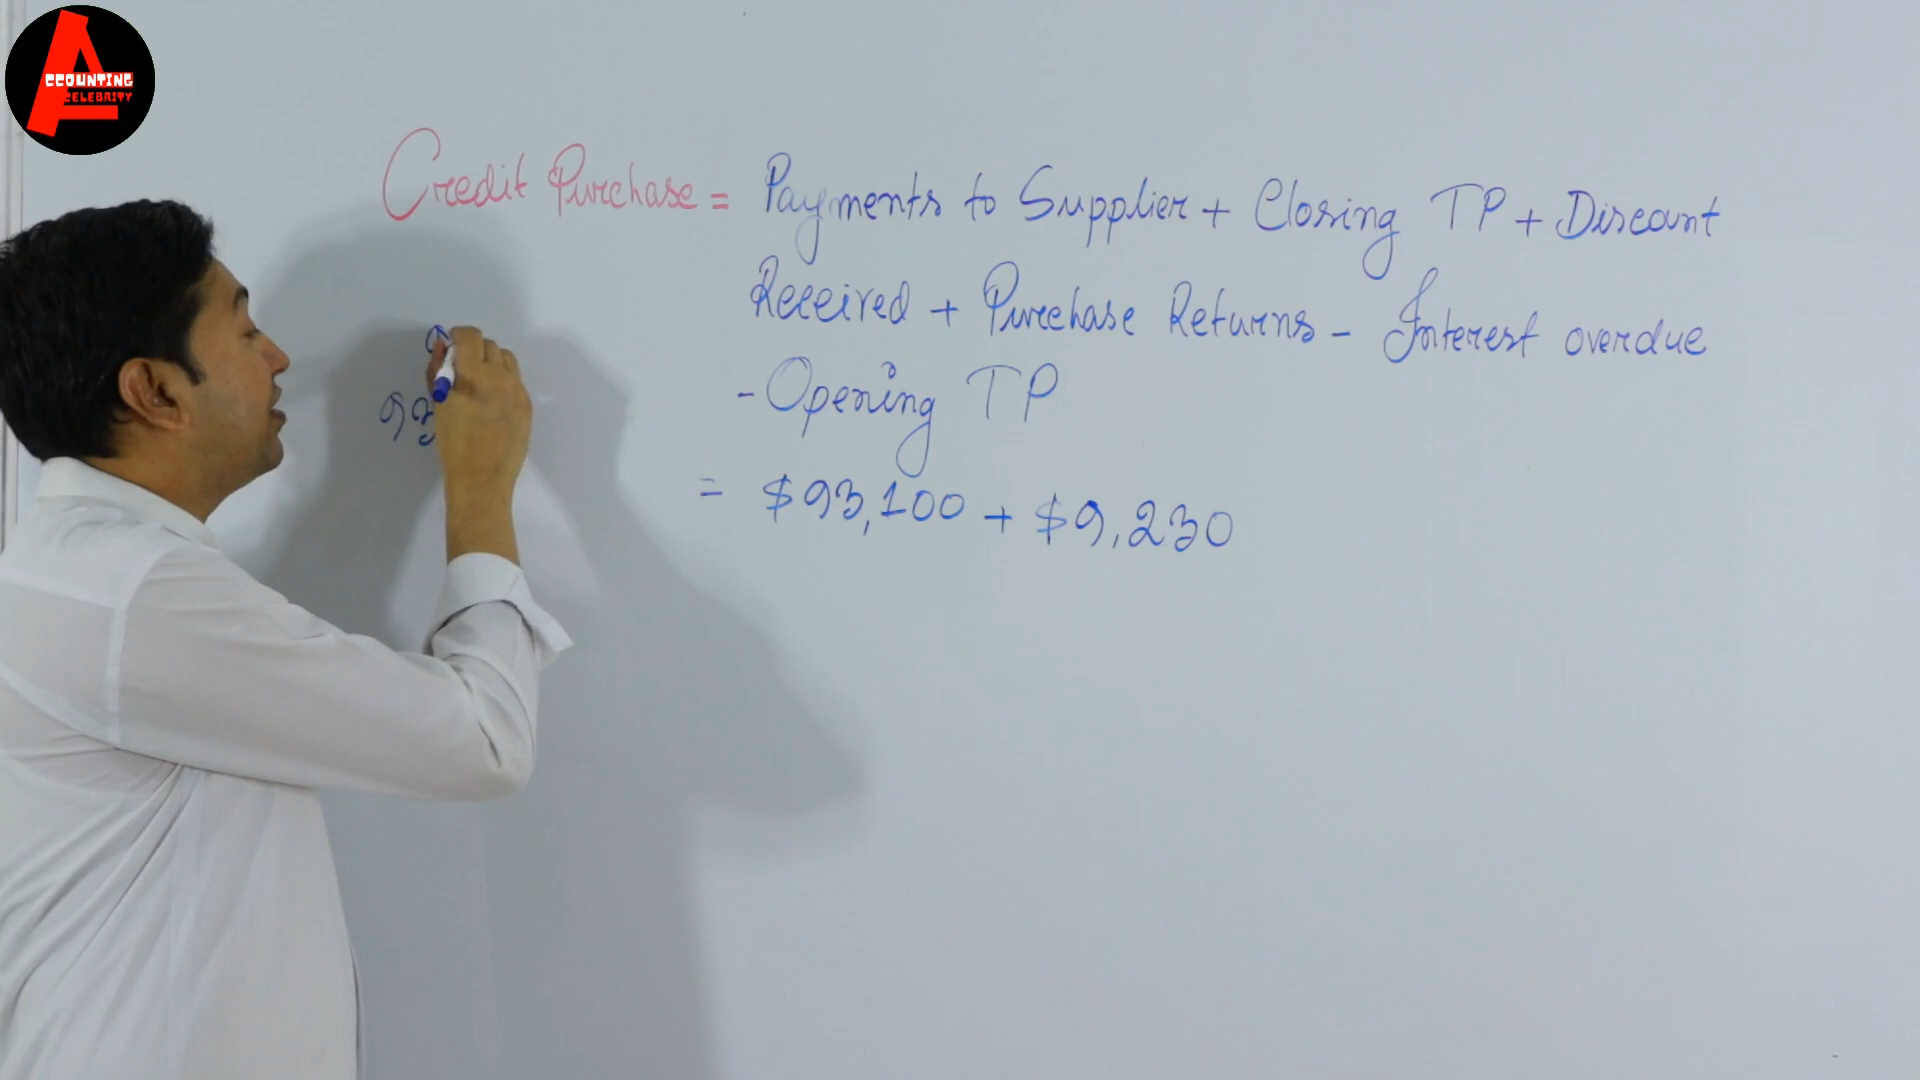 ACCOUNTING
CELEBRITY
Credit Purchase = Payments to Supplier + Closing TP + Discount
Received + Purchase Returns - Interest overdue
- Opening TP
= $93,100 + $9,230